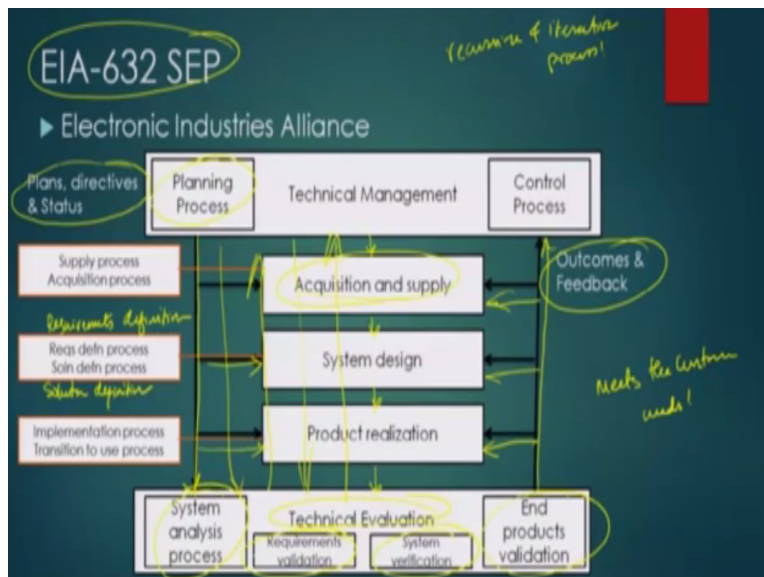 recursive & iterative
process!
EIA-632 SEP
Electronic Industries Alliance
Plans, directives
& Status
Planning
Process
Technical Management
Control
Process
Supply process
Acquisition process
Acquisition and supply
Outcomes &
Feedback
Requirements definition
Reqs defn process
Soln defn process
Solution definition
System design
Meets the customer
needs!
Implementation process
Transition to use process
Product realization
System
analysis
process
Technical Evaluation
Requirements
validation
System
verification
End
products
validation